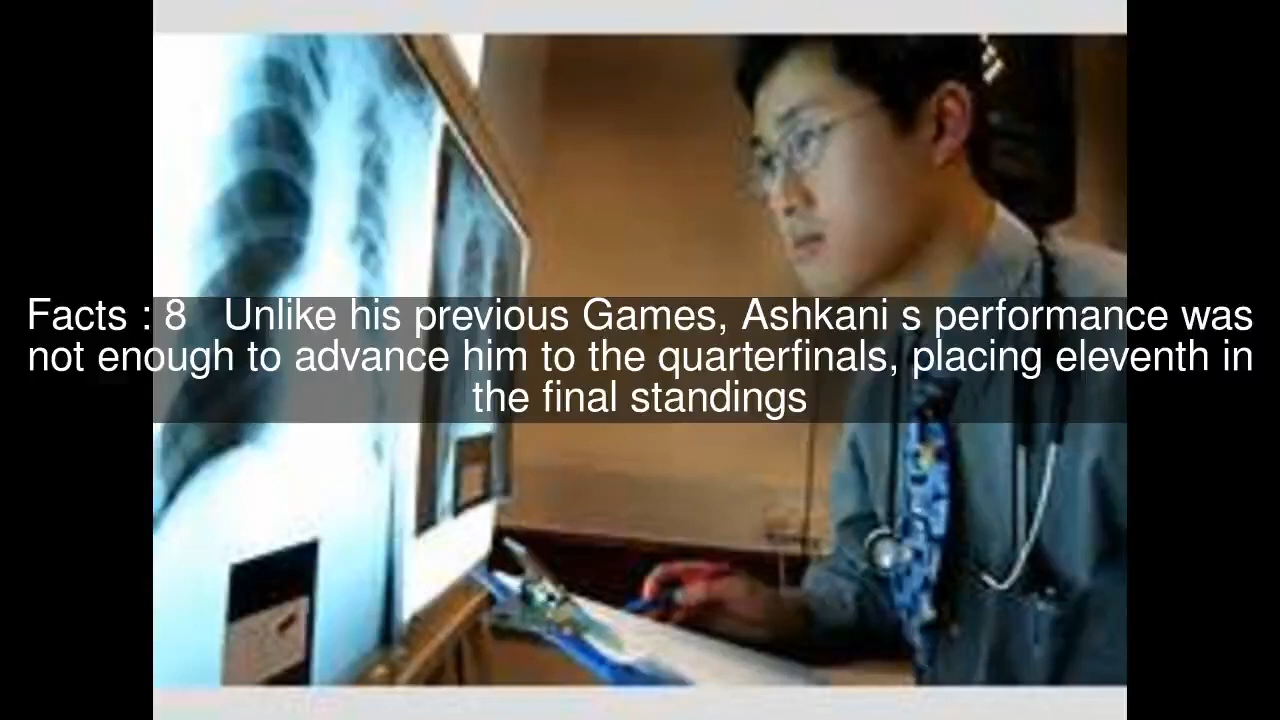 Facts : 8 Unlike his previous Games, Ashkani s performance was
not enough to advance him to the quarterfinals, placing eleventh in
the final standings